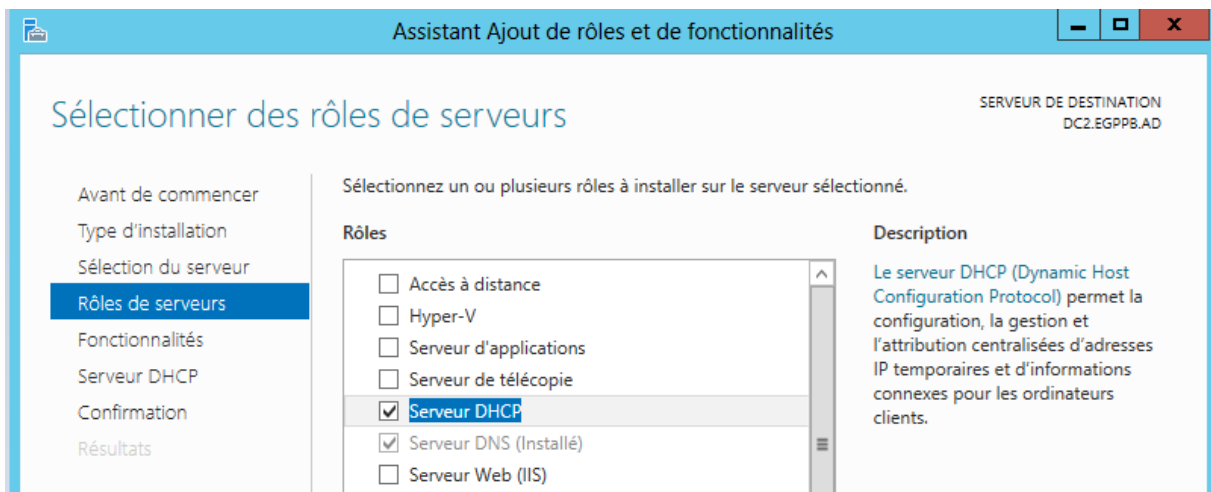 Assistant Ajout de rôles et de fonctionnalités
Sélectionner des rôles de serveurs
SERVEUR DE DESTINATION
DC2.EGPPB.AD
Avant de commencer
Type d'installation
Sélection du serveur
Rôles de serveurs
Fonctionnalités
Serveur DHCP
Confirmation
Résultats
Sélectionnez un ou plusieurs rôles à installer sur le serveur sélectionné.
Rôles
Accès à distance
Hyper-V
Serveur d'applications
Serveur de télécopie
Serveur DHCP
Serveur DNS (Installé)
Serveur Web (IIS)
Description
Le serveur DHCP (Dynamic Host
Configuration Protocol) permet la
configuration, la gestion et
l'attribution centralisées d'adresses
IP temporaires et d'informations
connexes pour les ordinateurs
clients.